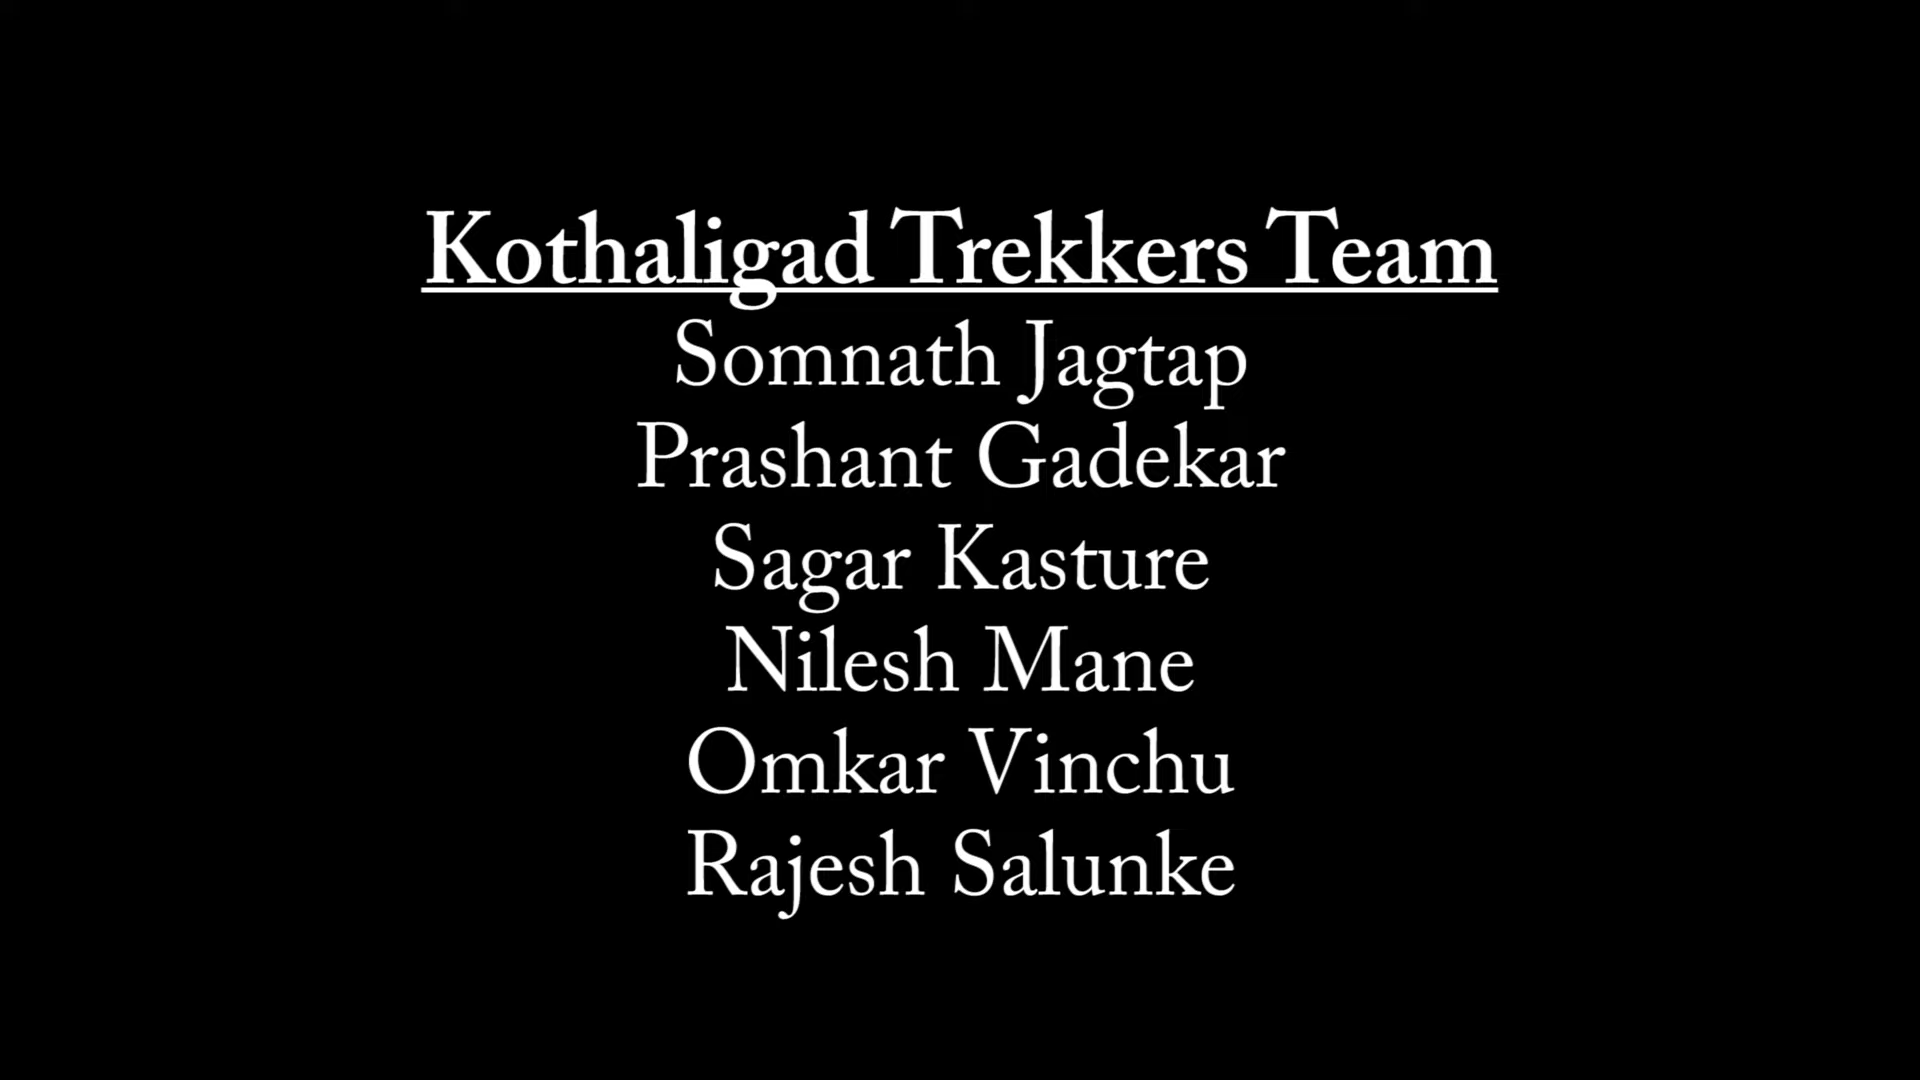 Kothaligad Trekkers Team
Somnath Jagtap
Prashant Gadekar
Sagar Kasture
Nilesh Mane
Omkar Vinchu
Rajesh Salunke